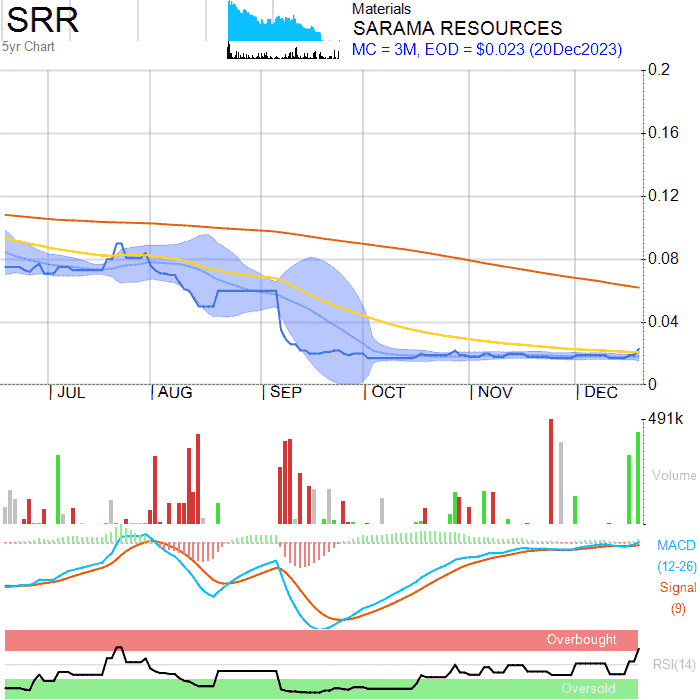 SRR
5yr Chart
Materials
SARAMA RESOURCES
MC = 3M, EOD = $0.023 (20Dec2023)
0.2
0.16
0.12
0.08
0.04
0
JUL AUG SEP OCT NOV DEC
491k
Volume
MACD
(12-26)
Signal
(9)
Overbought
RSI(14)
Oversold